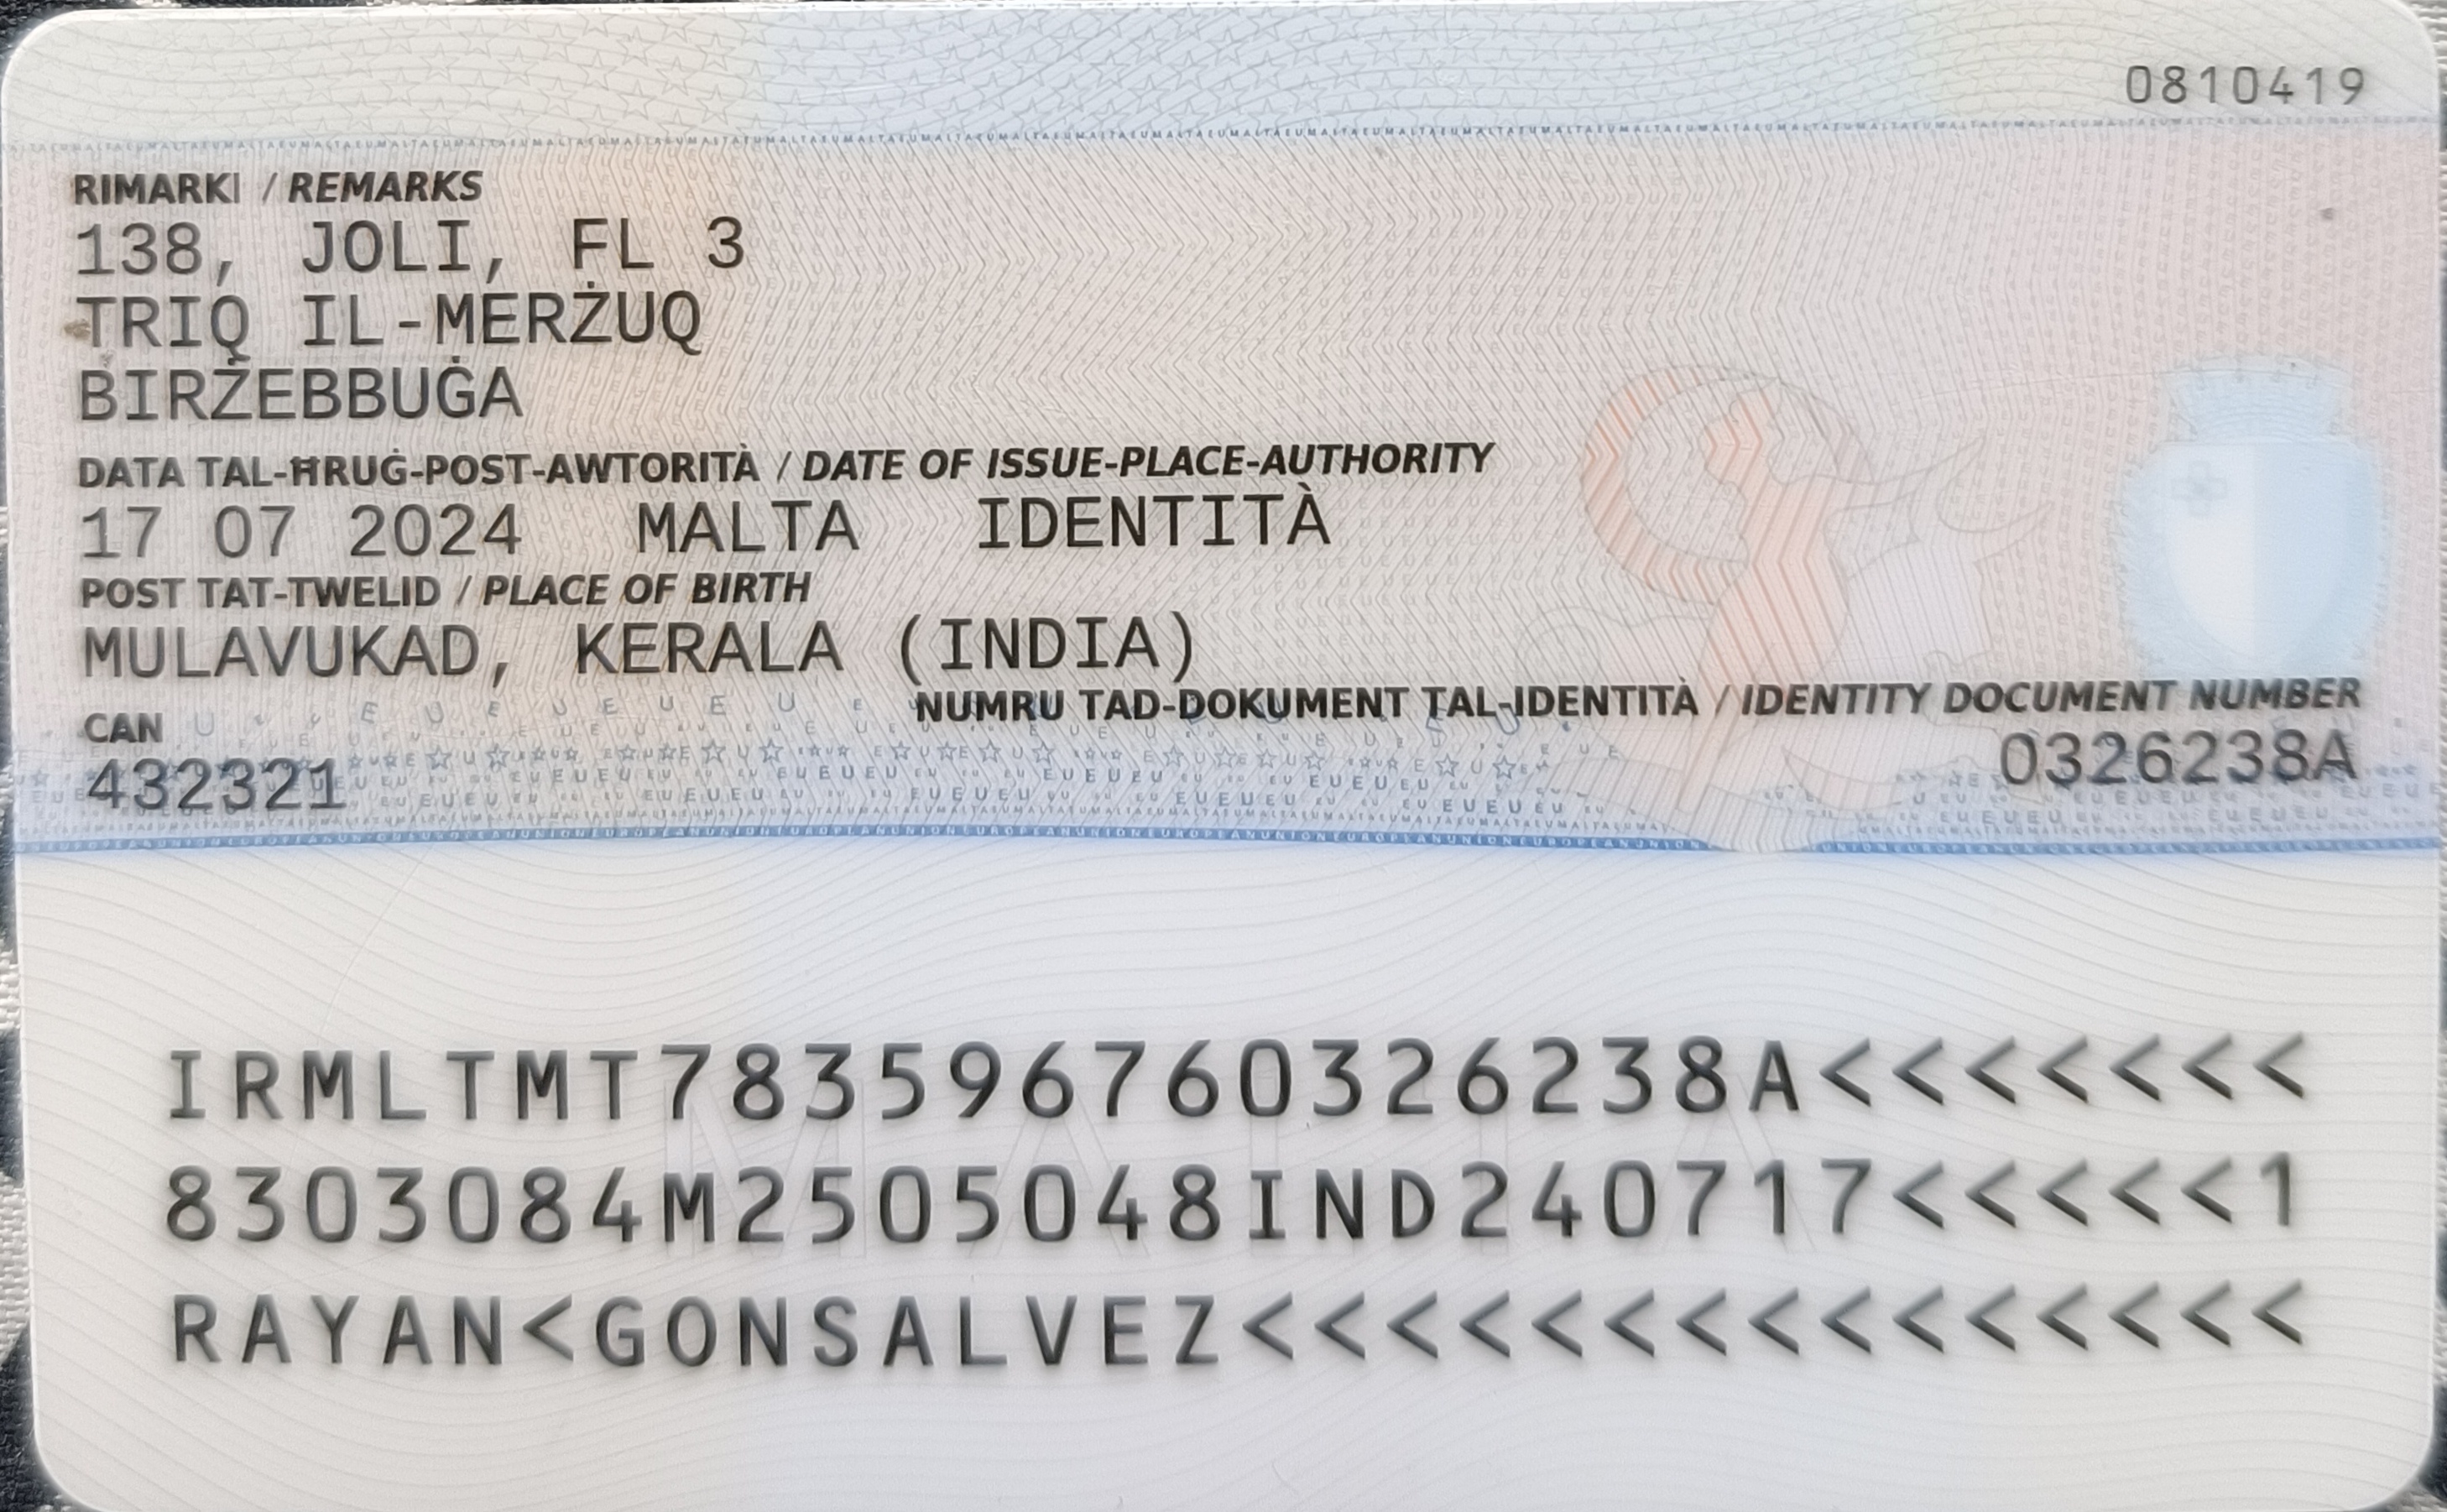 0810419
RIMARKI / REMARKS
138, JOLI, FL 3
TRIQ IL-MERŻUQ
BIRŻEBBUĠA
DATA TAL-ĦRUĠ-POST-AWTORITÀ / DATE OF ISSUE-PLACE-AUTHORITY
17 07 2024 MALTA IDENTITÀ
POST TAT-TWELID / PLACE OF BIRTH
MULAVUKAD, KERALA (INDIA)
NUMRU TAD-DOKUMENT TAL-IDENTITÀ / IDENTITY DOCUMENT NUMBER
CAN
0326238A
432321
IRMLTMT783596760326238A<<<<<<<
8303084M2505048IND240717<<<<<1
RAYAN<GONSALVEZ<<<<<<<<<<<<<<<